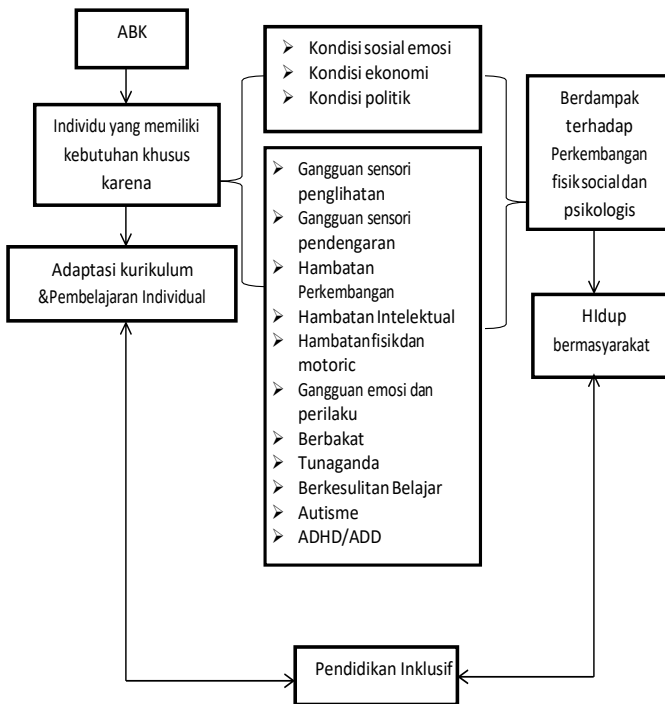 ABK
Individu yang memiliki
kebutuhan khusus
karena
Adaptasi kurikulum
&Pembelajaran Individual
➢ Kondisi sosial emosi
➢ Kondisi ekonomi
➢ Kondisi politik
➢ Gangguan sensori
penglihatan
➢ Gangguan sensori
pendengaran
➢ Hambatan
Perkembangan
➢ Hambatan Intelektual
➢ Hambatan fisik dan
motoric
➢ Gangguan emosi dan
perilaku
➢ Berbakat
➢ Tunaganda
➢ Berkesulitan Belajar
➢ Autisme
➢ ADHD/ADD
Berdampak
terhadap
Perkembangan
fisik social dan
psikologis
HIdup
bermasyarakat
Pendidikan Inklusif